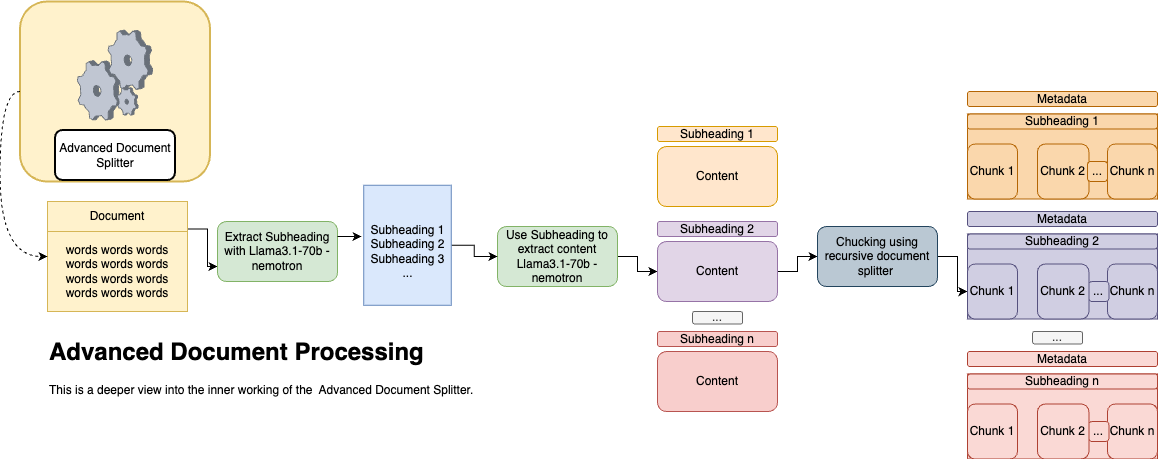 Advanced Document
Splitter
Document
words words words
words words words
words words words
words words words
Extract Subheading
with Llama3.1-70b -
nemotron
Subheading 1
Subheading 2
Subheading 3
...
Use Subheading to
extract content
Llama3.1-70b -
nemotron
Subheading 1
Content
Subheading 2
Content
...
Subheading n
Content
Chucking using
recursive document
splitter
Metadata
Subheading 1
Chunk 1 Chunk 2 ... Chunk n
Metadata
Subheading 2
Chunk 1 Chunk 2 ... Chunk n
...
Metadata
Subheading n
Chunk 1 Chunk 2 ... Chunk n
Advanced Document Processing
This is a deeper view into the inner working of the Advanced Document Splitter.